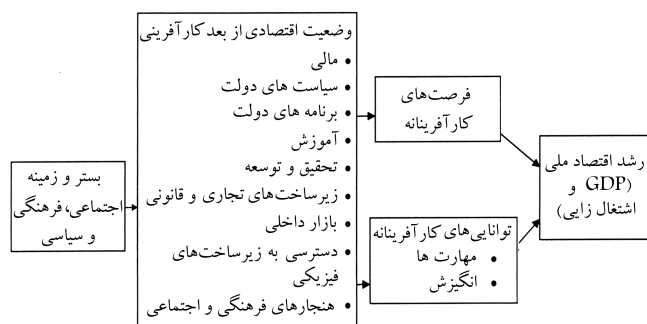 بستر و زمینه
اجتماعی، فرهنگی
و سیاسی
وضعیت اقتصادی از بعد کارآفرینی
• مالی
• سیاست های دولت
• برنامه های دولت
• آموزش
• تحقیق و توسعه
• زیرساخت‌های تجاری و قانونی
• بازار داخلی
• دسترسی به زیرساخت‌های
فیزیکی
• هنجارهای فرهنگی و اجتماعی
فرصت‌های
کارآفرینانه
توانایی‌های کارآفرینانه
• مهارت ها
• انگیزش
رشد اقتصاد ملی
(GDP و
اشتغال زایی)